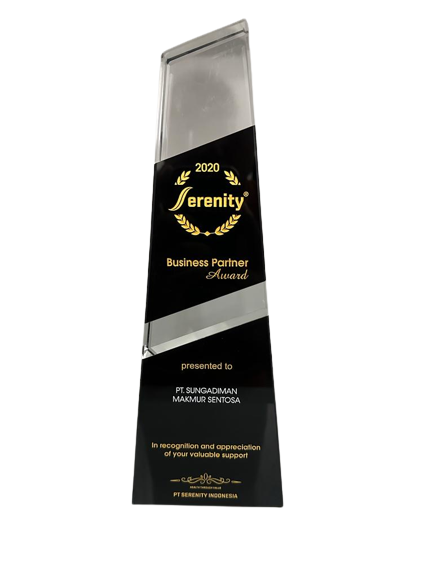 2020
Serenity®
Business Partner
Award
presented to
PT. SUNGADIMAN
MAKMUR SENTOSA
In recognition and appreciation
of your valuable support
PT SERENITY INDONESIA